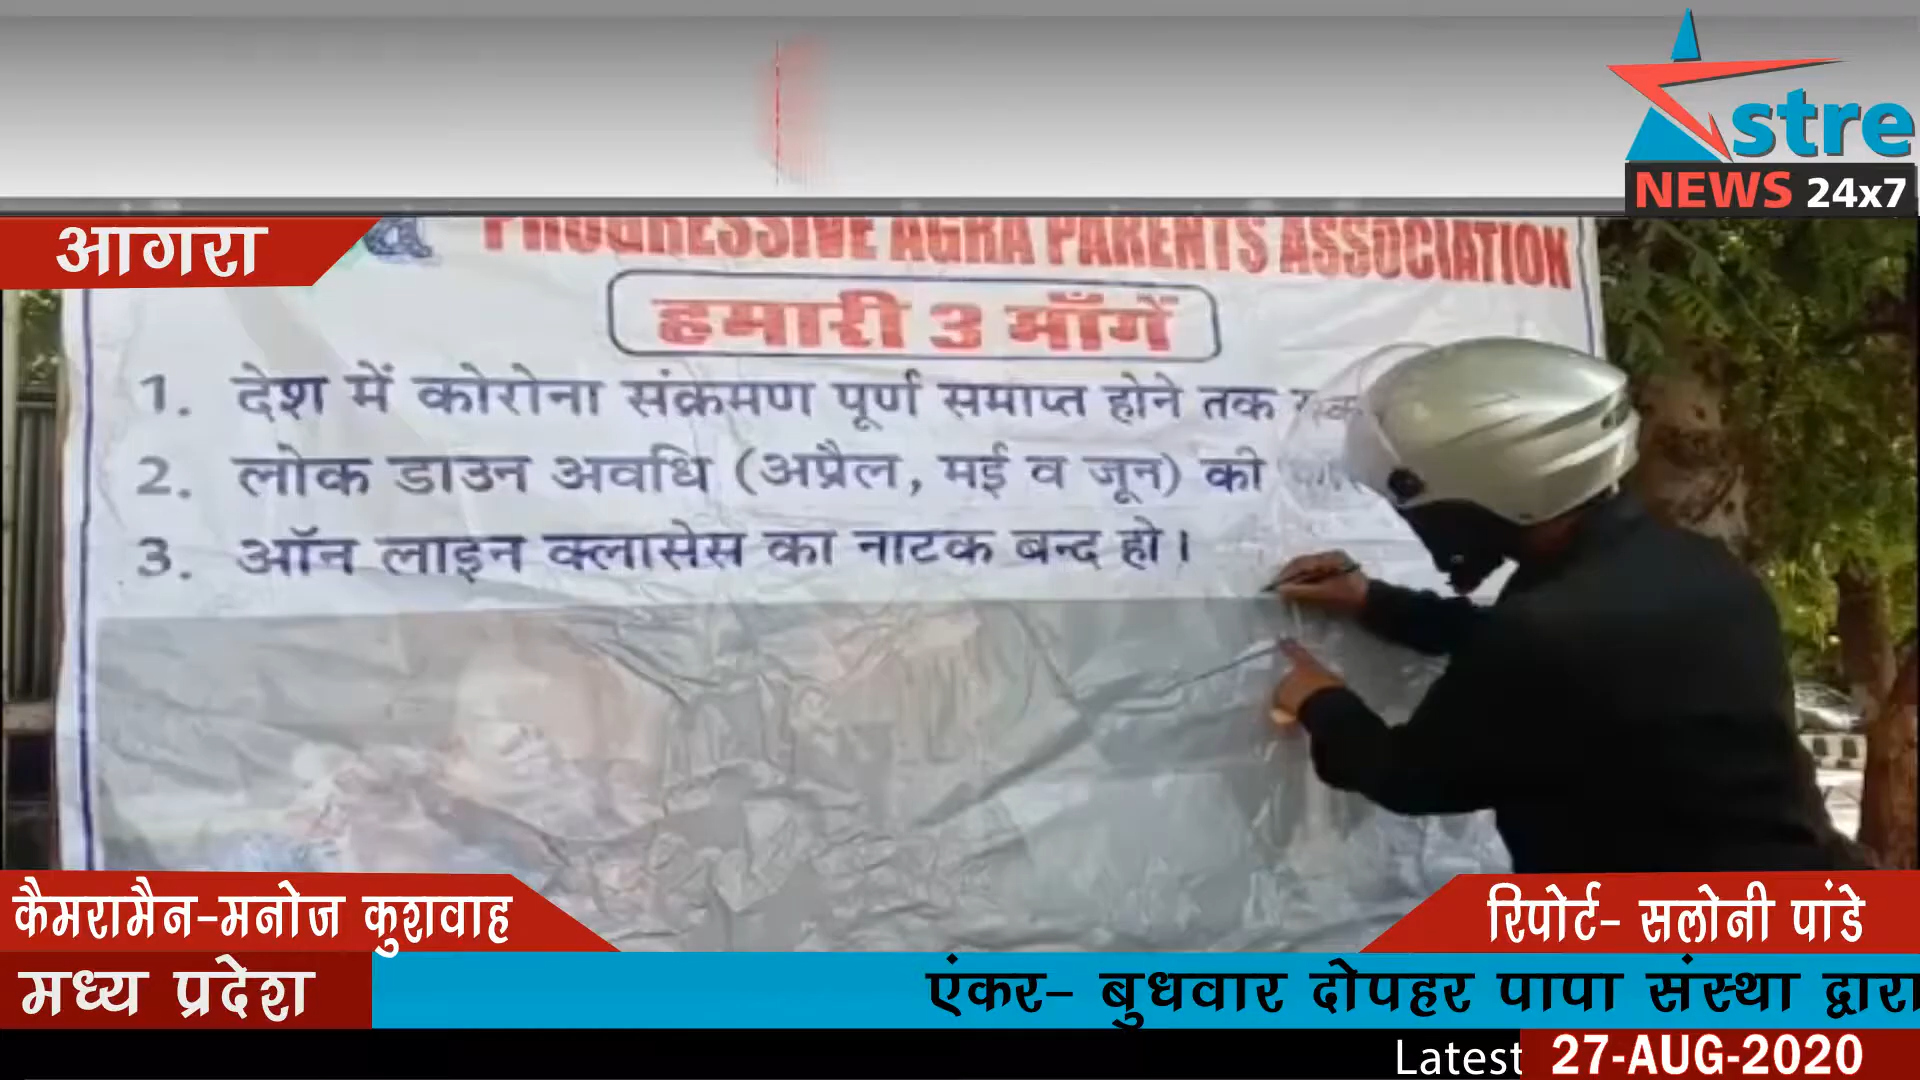 stre
NEWS 24x7
आगरा
PROGRESSIVE AGRA PARENTS ASSOCIATION
हमारी 3 माँगें
1. देश में कोरोना संक्रमण पूर्ण समाप्त होने तक
2. लोक डाउन अवधि (अप्रैल, मई व जून) की
3. ऑन लाइन क्लासेस का नाटक बन्द हो।
कैमरामैन-मनोज कुशवाह
रिपोर्ट- सलोनी पांडे
मध्य प्रदेश
एंकर- बुधवार दोपहर पापा संस्था द्वारा
Latest 27-AUG-2020